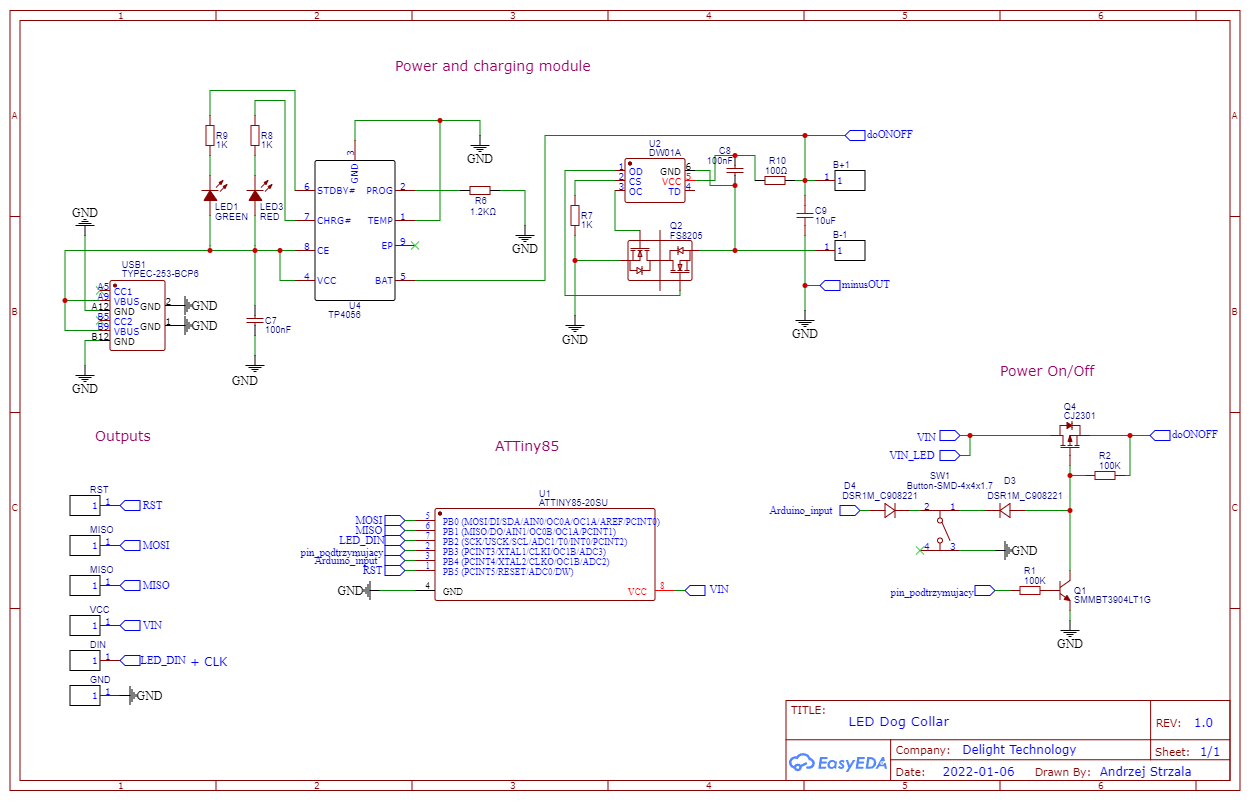 1 2 3 4 5 6
A
B
C
A
B
C
Power and charging module
R9
1K
R8
1K
LED1
GREEN
LED3
RED
3
GND
6 STDBY#
7 CHRG#
8 CE
4 VCC
PROG 2
TEMP 1
EP 9
BAT 5
U4
TP4056
GND
R6
1.2KΩ
GND
GND
USB1
TYPEC-253-BCP6
A5 CC1
A9 VBUS
A12 GND
B5 CC2
B9 VBUS
B12 GND
GND 2 GND
GND 1 GND
GND
C7
100nF
GND
U2
DW01A
1 OD
2 CS
3 OC
GND 6
VCC 5
TD 4
C8
100nF
R10
100Ω
R7
1K
Q2
FS8205
GND
doONOFF
B+1
1 1
C9
10uF
B-1
1 1
minusOUT
GND
Power On/Off
Q4
CJ2301
VIN
VIN_LED
doONOFF
R2
100K
SW1
Button-SMD-4x4x1.7
D4
DSR1M_C908221
D3
DSR1M_C908221
Arduino_input
2 1
4 3
GND
R1
100K
pin_podtrzymujacy
Q1
SMMBT3904LT1G
GND
Outputs
RST
1 1 RST
MISO
1 1 MOSI
MISO
1 1 MISO
VCC
1 1 VIN
DIN
1 1 LED_DIN + CLK
GND
1 1 GND
ATTiny85
U1
ATTINY85-20SU
MOSI 5 PB0 (MOSI/DI/SDA/AIN0/OC0A/OC1A/AREF/PCINT0)
MISO 6 PB1 (MISO/DO/AIN1/OC0B/OC1A/PCINT1)
LED_DIN 7 PB2 (SCK/USCK/SCL/ADC1/T0/INT0/PCINT2)
pin_podtrzymujacy 2 PB3 (PCINT3/XTAL1/CLKI/OC1B/ADC3)
Arduino_input 3 PB4 (PCINT4/XTAL2/CLKO/OC1B/ADC2)
RST 1 PB5 (PCINT5/RESET/ADC0/DW)
GND 4 GND
VCC 8 VIN
TITLE:
LED Dog Collar
REV: 1.0
EasyEDA
Company: Delight Technology
Sheet: 1/1
Date: 2022-01-06 Drawn By: Andrzej Strzala
1 2 3 4 5 6